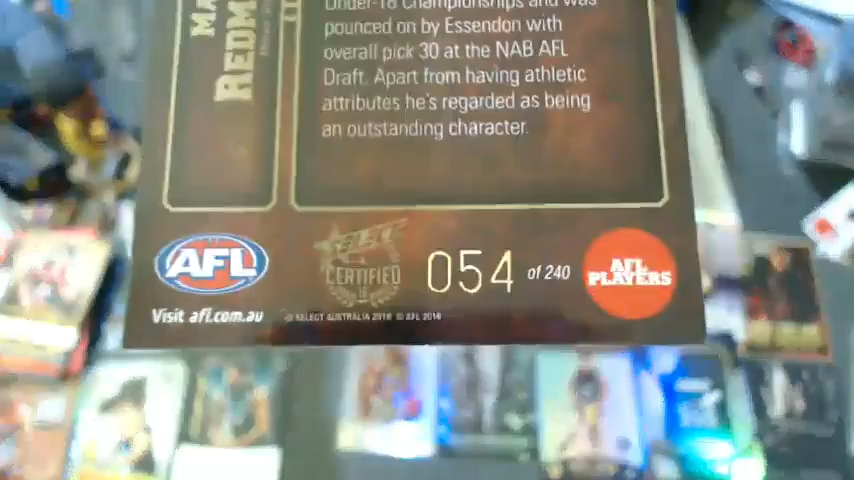 MA
REDM
Under-18 Championships and was
pounced on by Essendon with
overall pick 30 at the NAB AFL
Draft. Apart from having athletic
attributes he's regarded as being
an outstanding character.
AFL
SELECT
CERTIFIED
054 of 240
AFL
PLAYERS
Visit afl.com.au
© SELECT AUSTRALIA 2016 © AFL 2016